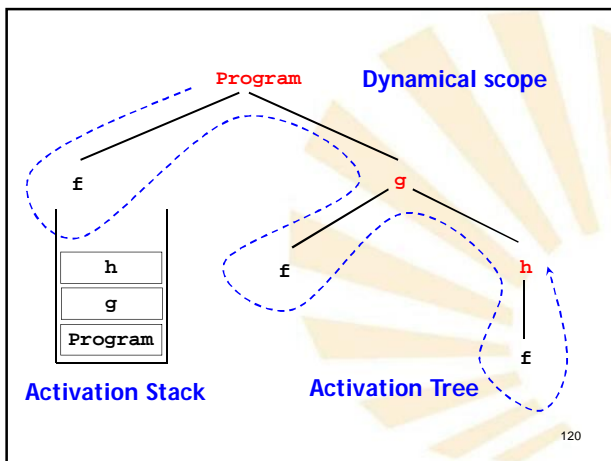 Program
Dynamical scope
f
g
h
g
Program
f
h
f
Activation Stack
Activation Tree
120